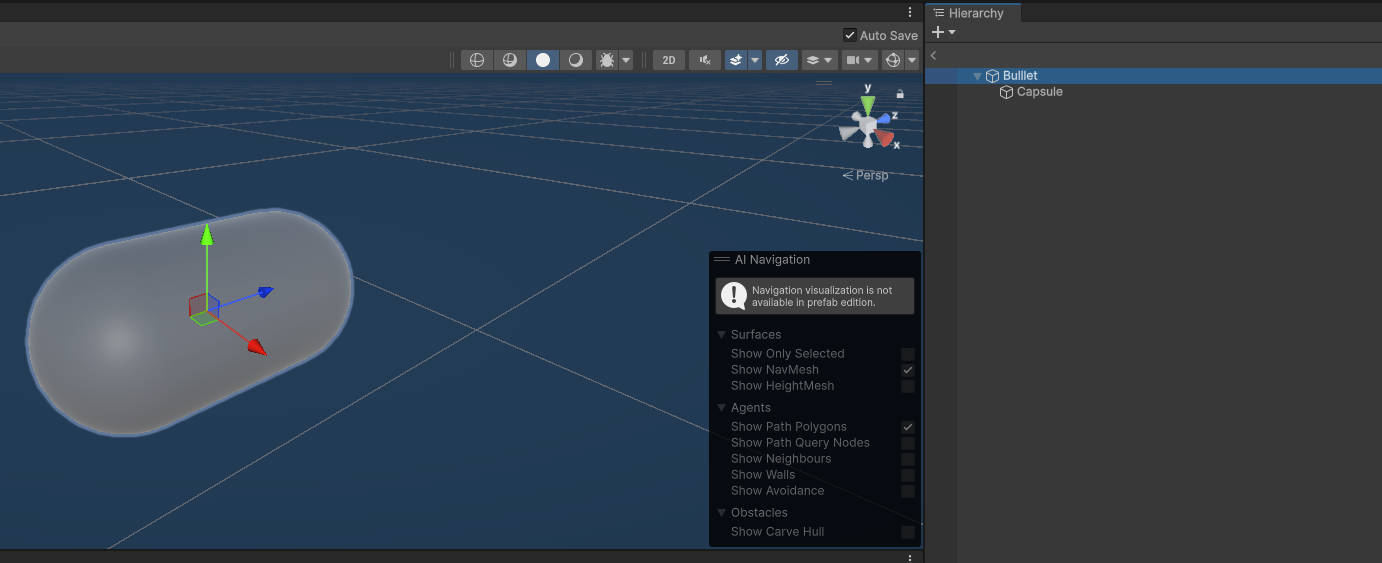 Hierarchy
Auto Save
2D
Bulllet
Capsule
y
z
x
Persp
AI Navigation
Navigation visualization is not
available in prefab edition.
Surfaces
Show Only Selected
Show NavMesh
Show HeightMesh
Agents
Show Path Polygons
Show Path Query Nodes
Show Neighbours
Show Walls
Show Avoidance
Obstacles
Show Carve Hull